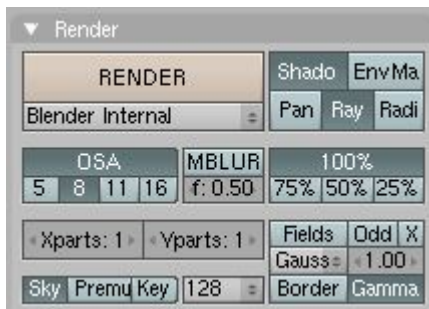 Render
RENDER
Shado EnvMa
Blender Internal
Pan Ray Radi
OSA MBLUR 100%
5 8 11 16 f: 0.50 75% 50% 25%
Xparts: 1 Yparts: 1
Fields Odd X
Gauss 1.00
Sky Premu Key 128 Border Gamma